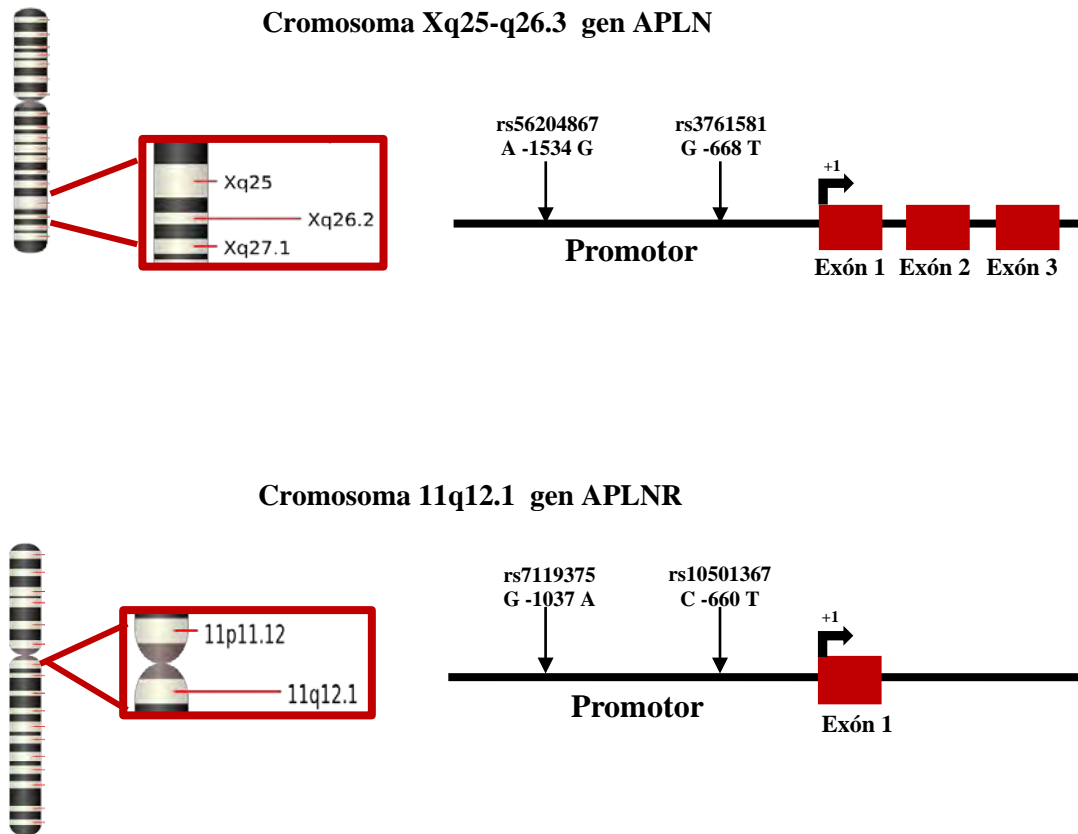 Cromosoma Xq25-q26.3 gen APLN
rs56204867
A -1534 G
rs3761581
G -668 T
+1
Xq25
Xq26.2
Xq27.1
Promotor
Exón 1
Exón 2
Exón 3
Cromosoma 11q12.1 gen APLNR
rs7119375
G -1037 A
rs10501367
C -660 T
+1
11p11.12
11q12.1
Promotor
Exón 1